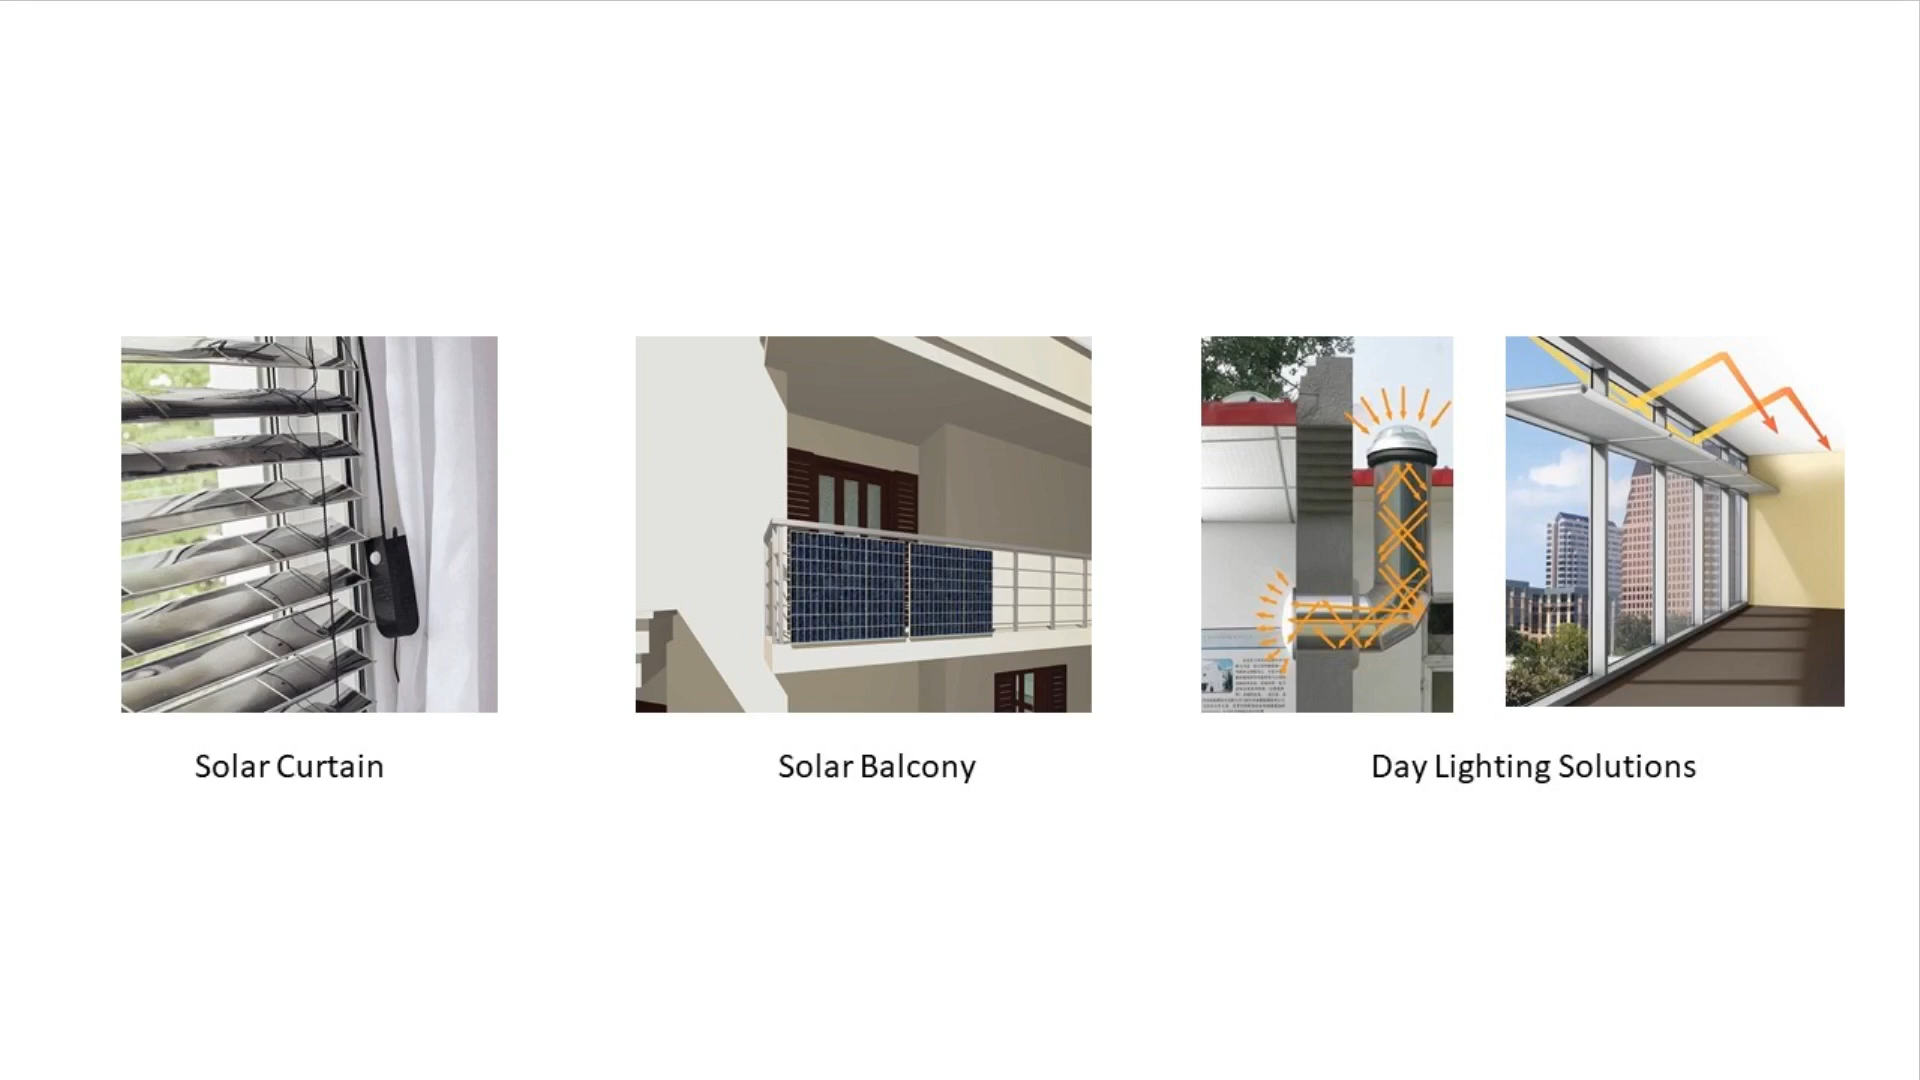 Solar Curtain
Solar Balcony
Day Lighting Solutions